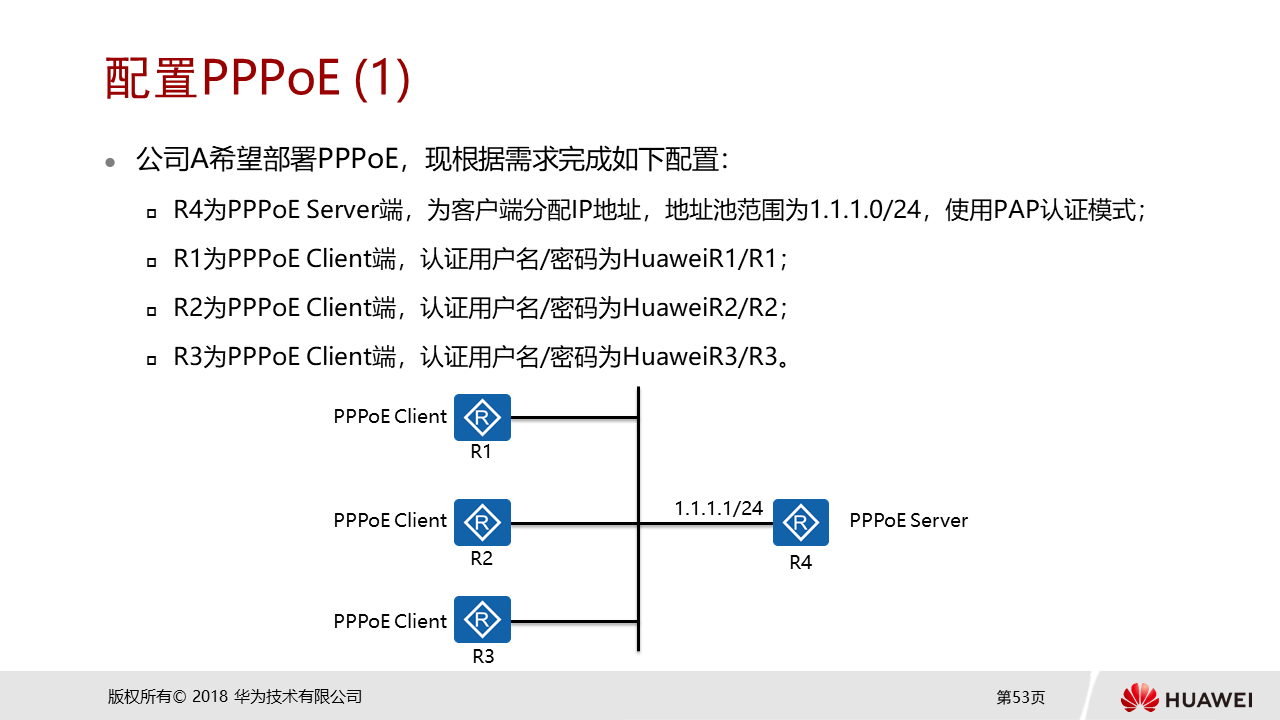 配置PPPoE (1)
公司A希望部署PPPoE，现根据需求完成如下配置：
R4为PPPoE Server端，为客户端分配IP地址，地址池范围为1.1.1.0/24，使用PAP认证模式；
R1为PPPoE Client端，认证用户名/密码为HuaweiR1/R1；
R2为PPPoE Client端，认证用户名/密码为HuaweiR2/R2；
R3为PPPoE Client端，认证用户名/密码为HuaweiR3/R3。
PPPoE Client
R
R1
PPPoE Client
R
R2
1.1.1.1/24
R
PPPoE Server
R4
PPPoE Client
R
R3
版权所有© 2018 华为技术有限公司
第53页
HUAWEI